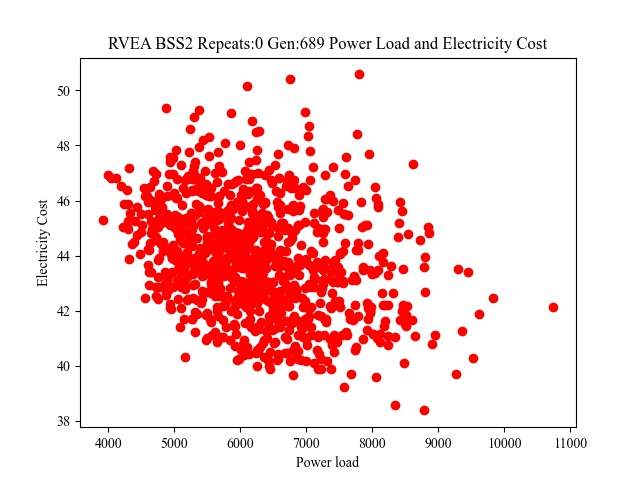 RVEA BSS2 Repeats:0 Gen:689 Power Load and Electricity Cost
50
48
46
44
42
40
38
Electricity Cost
4000 5000 6000 7000 8000 9000 10000 11000
Power load